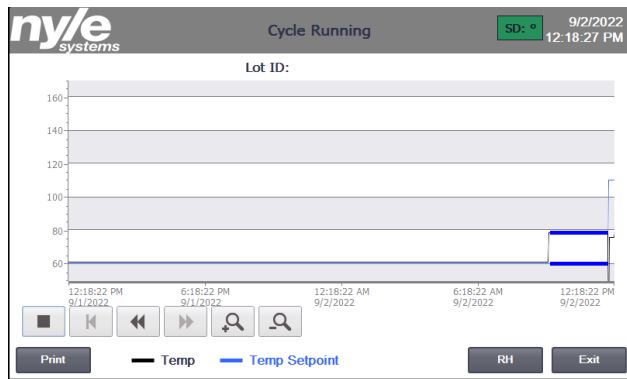 nyle
systems
Cycle Running
SD: º
9/2/2022
12:18:27 PM
Lot ID:
160
140
120
100
80
60
12:18:22 PM 6:18:22 PM 12:18:22 AM 6:18:22 AM 12:18:22 PM
9/1/2022 9/1/2022 9/2/2022 9/2/2022 9/2/2022
Print Temp Temp Setpoint RH Exit